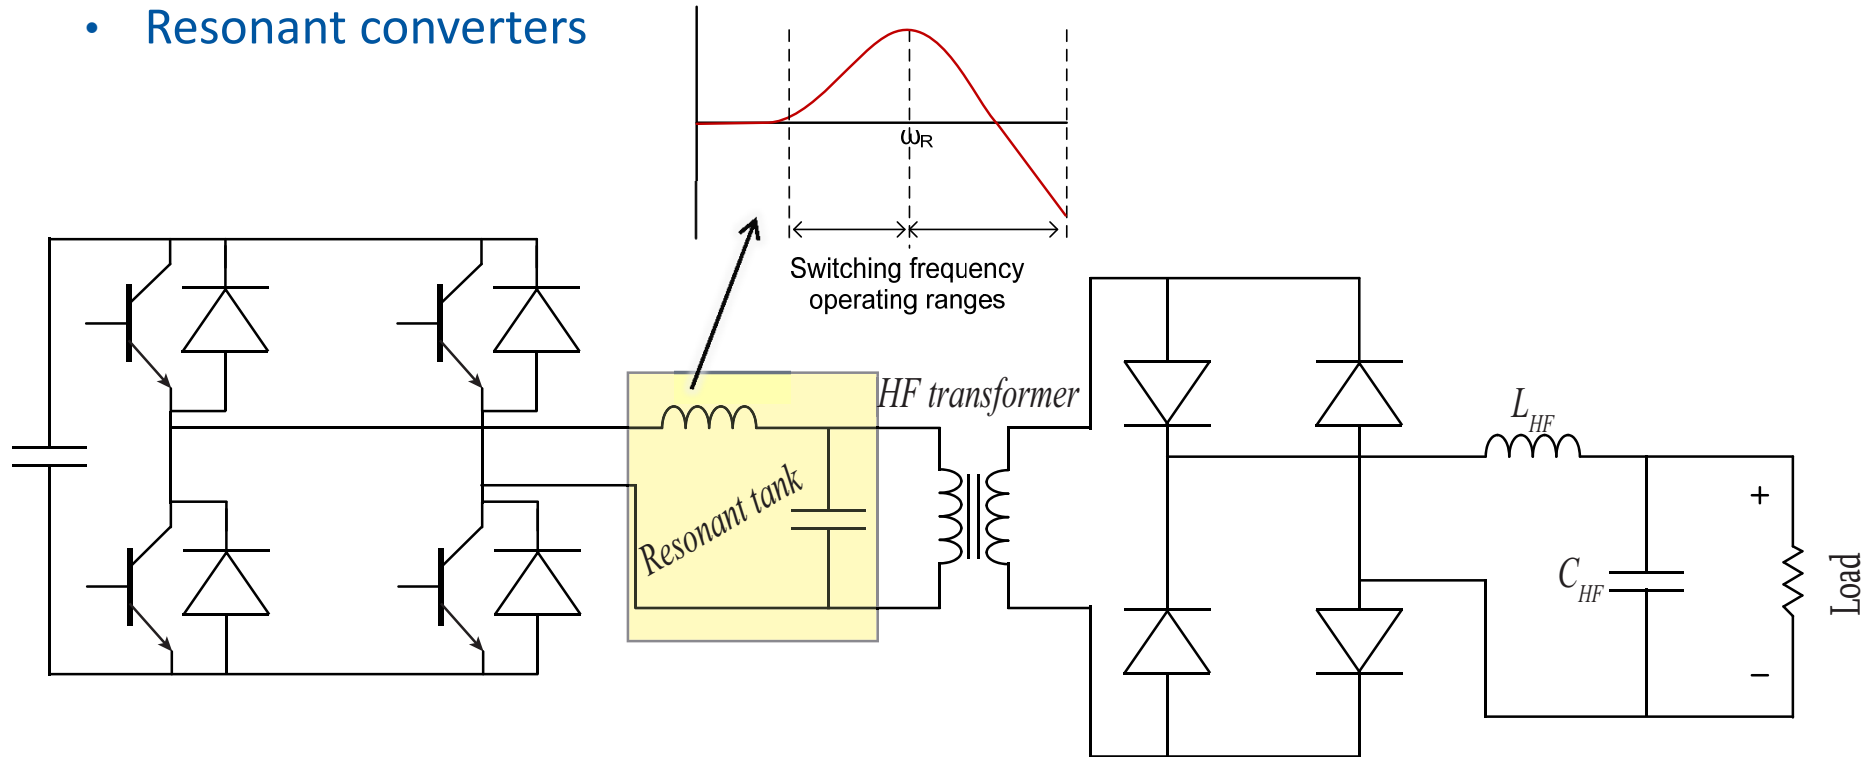 • Resonant converters
ωR
Switching frequency
operating ranges
HF transformer
Resonant tank
LHF
CHF
+
Load
−